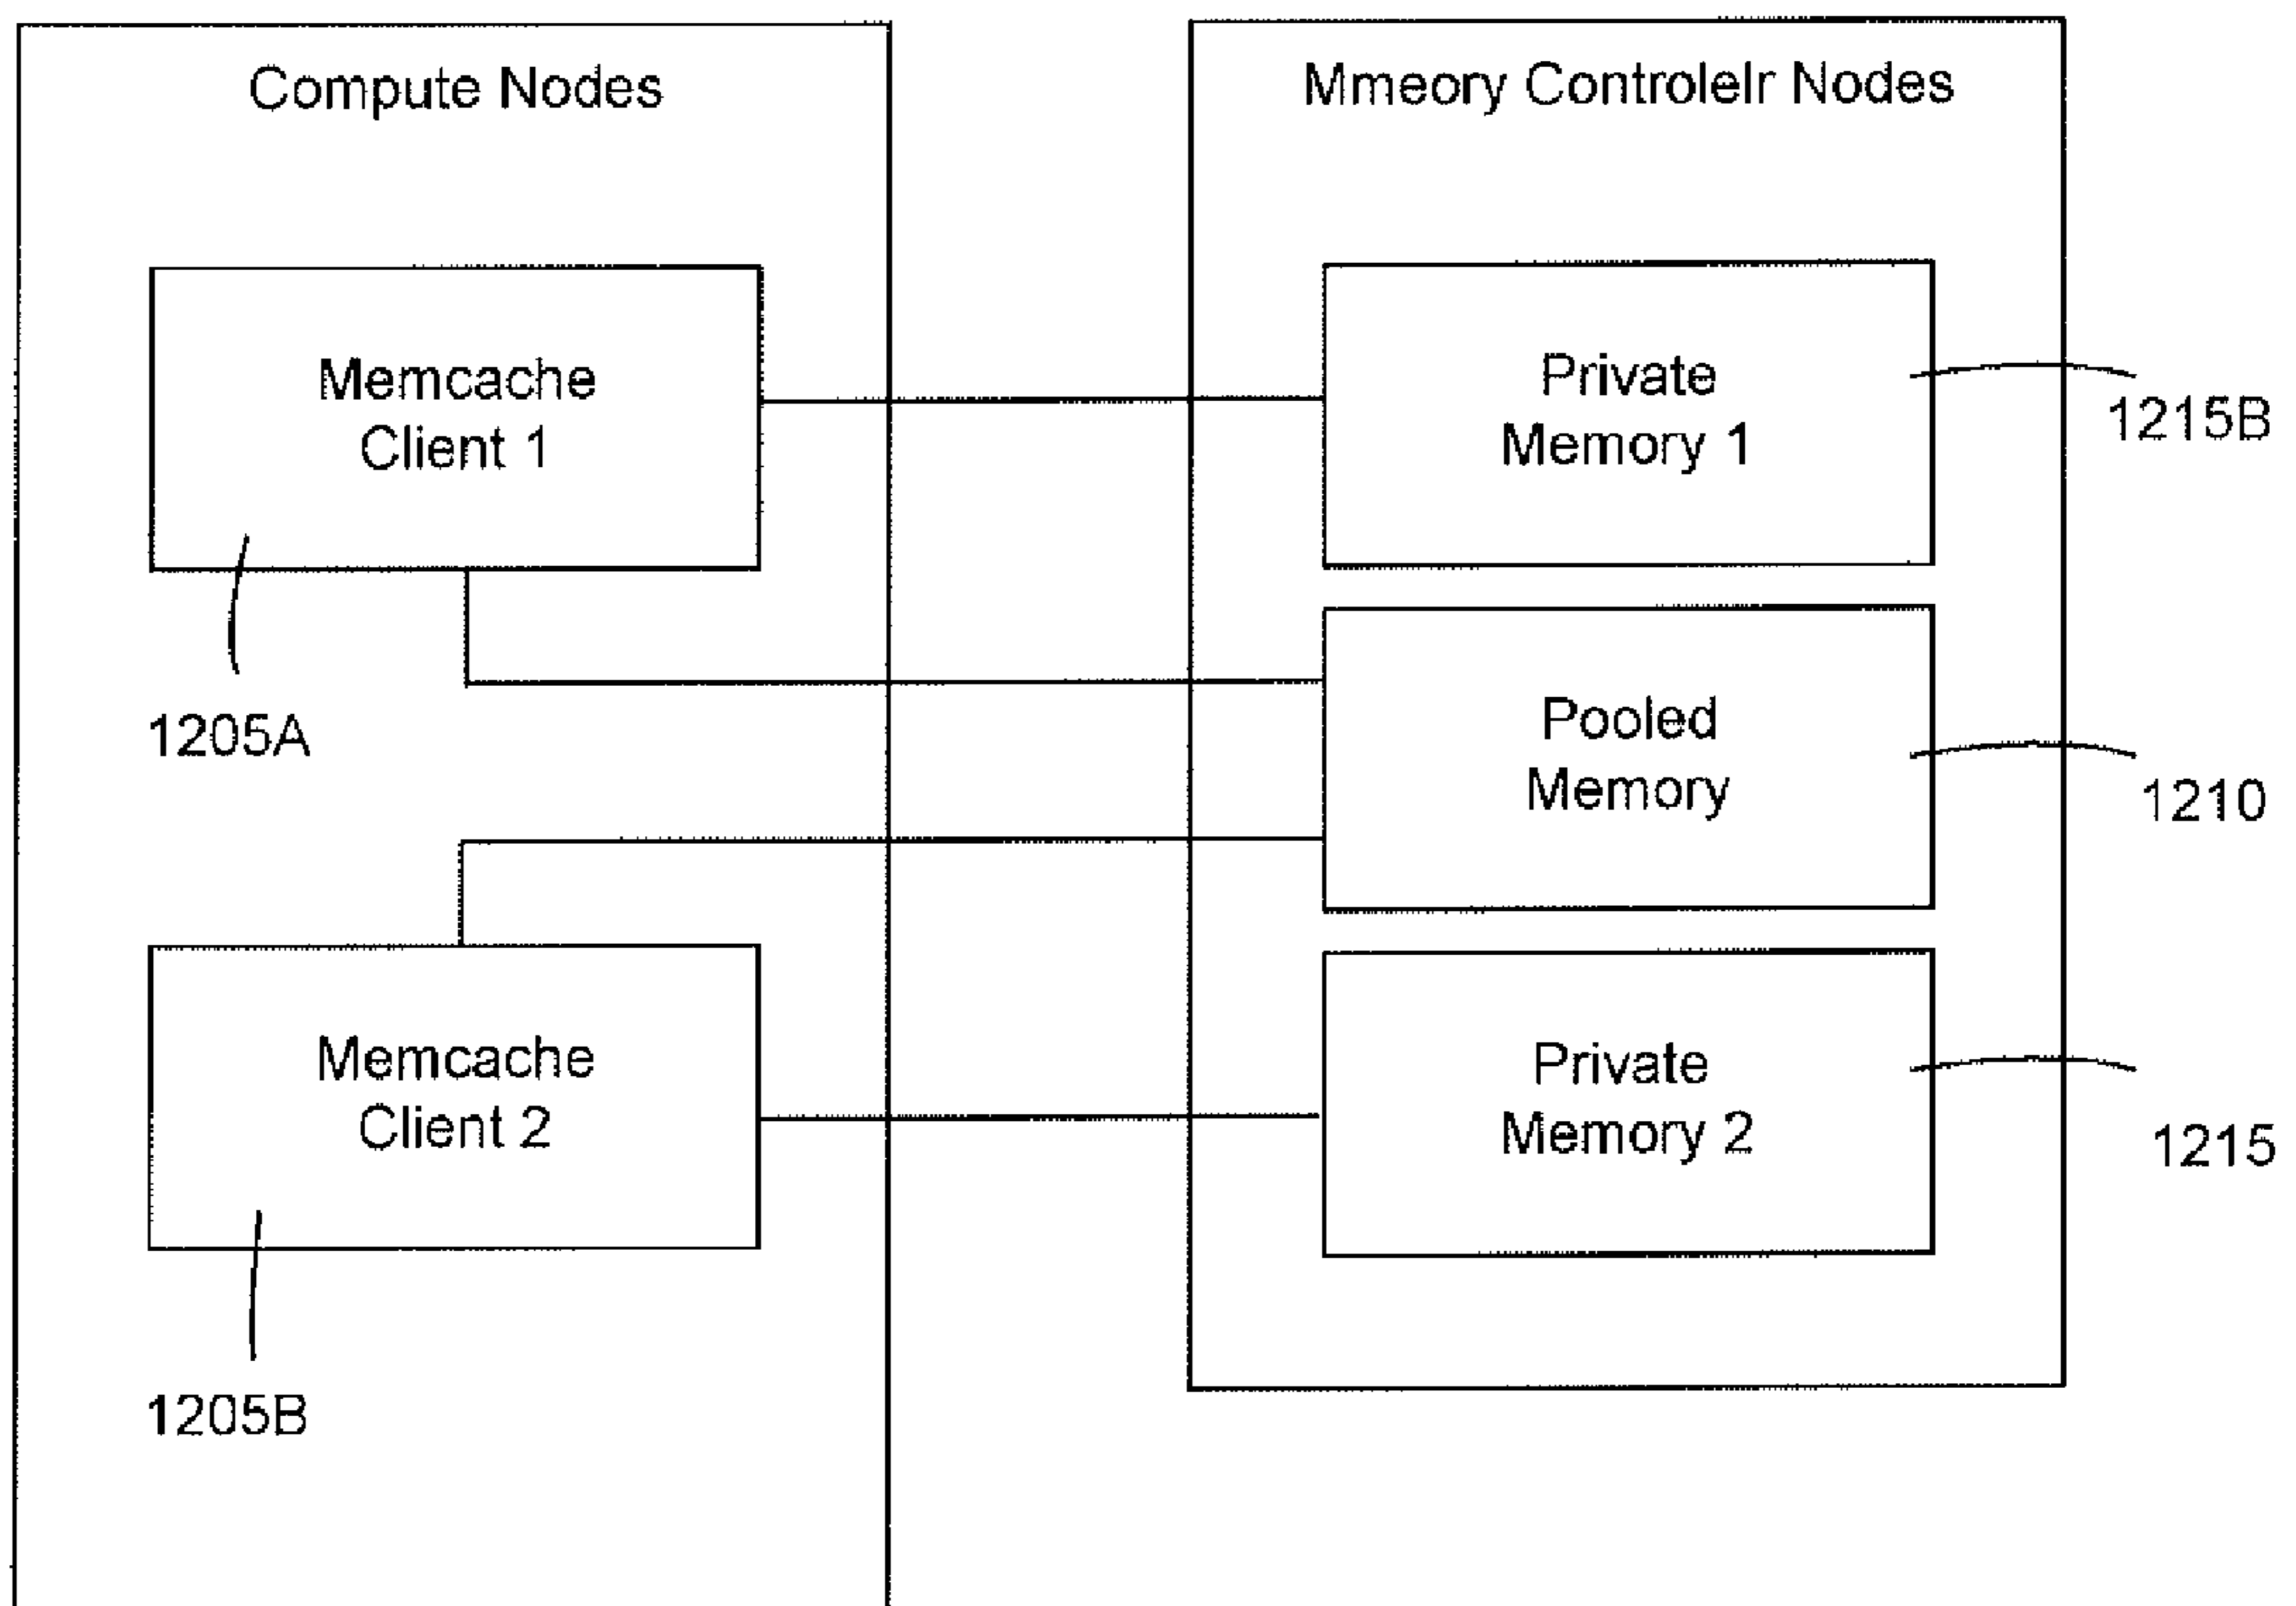 Compute Nodes
Mmeory Controlelr Nodes
Memcache
Client 1
1205A
Private
Memory 1
1215B
Pooled
Memory
1210
Memcache
Client 2
1205B
Private
Memory 2
1215